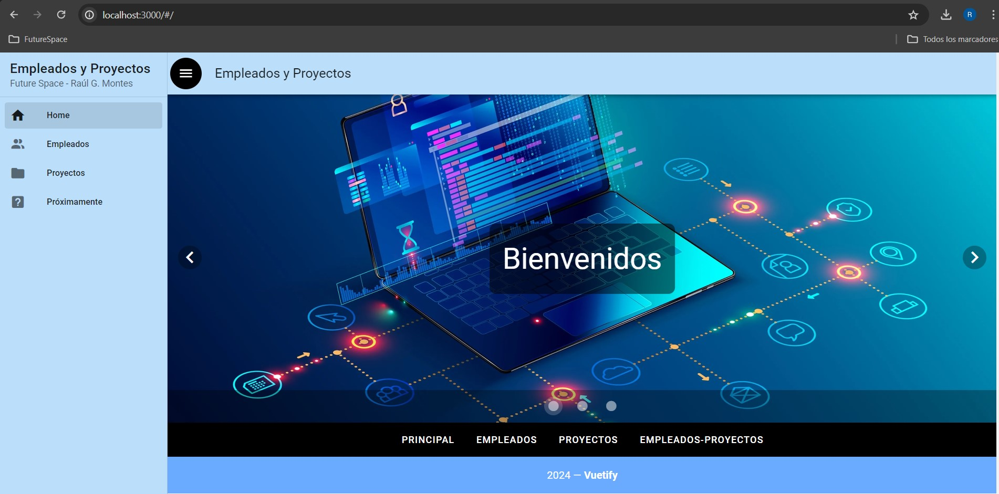 localhost:3000/#/
R
FutureSpace
Todos los marcadores
Empleados y Proyectos
Future Space - Raúl G. Montes
Home
Empleados
Proyectos
Próximamente
Empleados y Proyectos
Bienvenidos
PRINCIPAL EMPLEADOS PROYECTOS EMPLEADOS-PROYECTOS
2024 — Vuetify